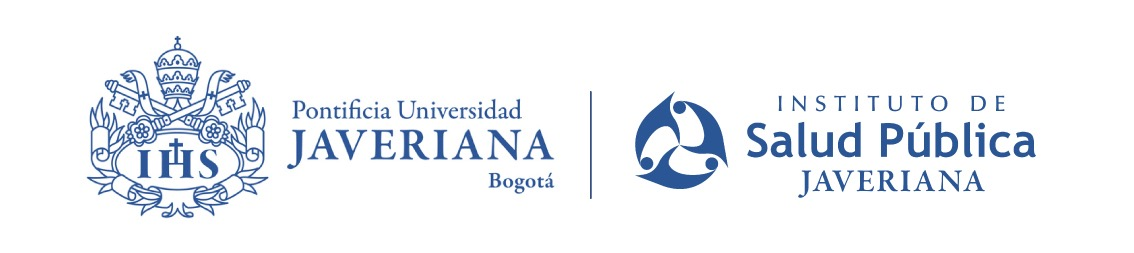 IHS
Pontificia Universidad
JAVERIANA
Bogotá
INSTITUTO DE
Salud Pública
JAVERIANA